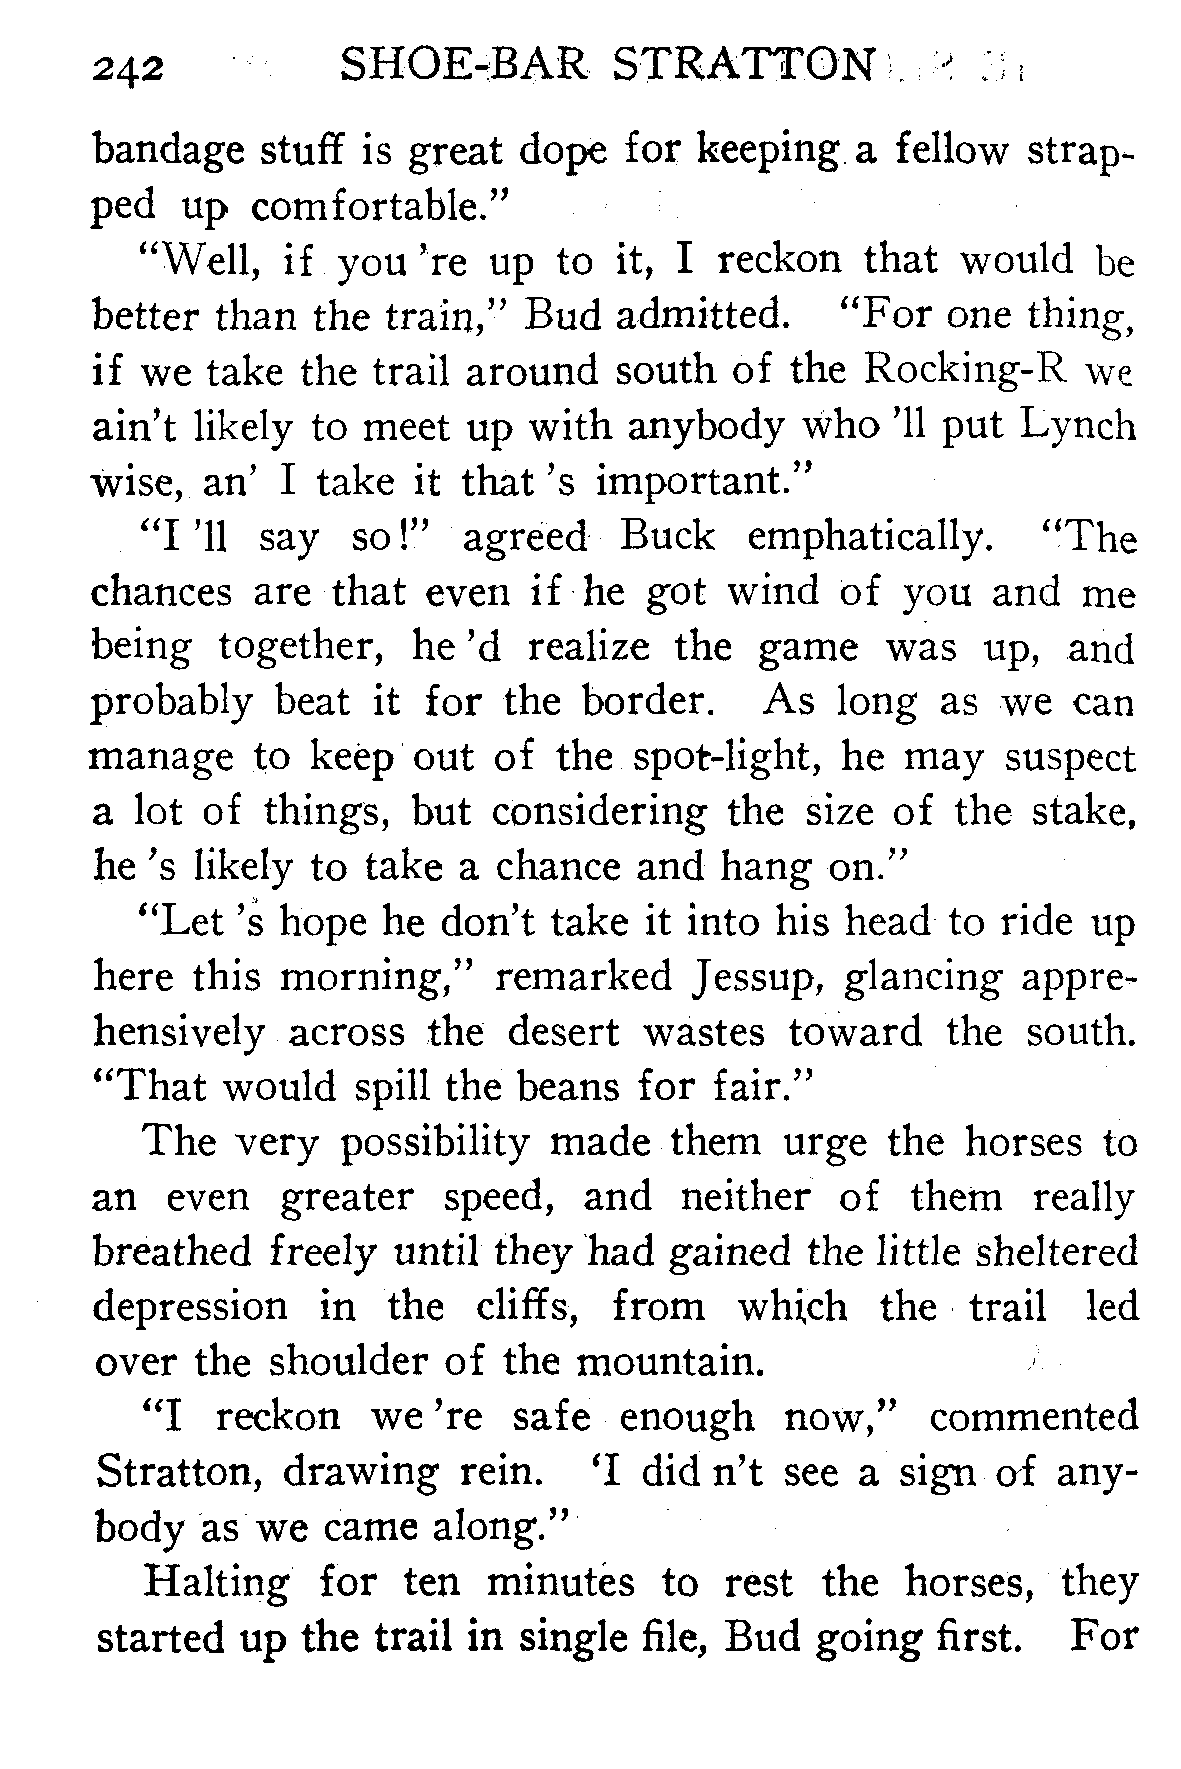 242 SHOE-BAR STRATTON
bandage stuff is great dope for keeping a fellow strap-
ped up comfortable.”
“Well, if you ’re up to it, I reckon that would be
better than the train,” Bud admitted. “For one thing,
if we take the trail around south of the Rocking-R we
ain’t likely to meet up with anybody who ’ll put Lynch
wise, an’ I take it that ’s important.”
“I ’ll say so!” agreed Buck emphatically. “The
chances are that even if he got wind of you and me
being together, he ’d realize the game was up, and
probably beat it for the border. As long as we can
manage to keep out of the spot-light, he may suspect
a lot of things, but considering the size of the stake,
he ’s likely to take a chance and hang on.”
“Let ’s hope he don’t take it into his head to ride up
here this morning,” remarked Jessup, glancing appre-
hensively across the desert wastes toward the south.
“That would spill the beans for fair.”
The very possibility made them urge the horses to
an even greater speed, and neither of them really
breathed freely until they had gained the little sheltered
depression in the cliffs, from which the trail led
over the shoulder of the mountain.
“I reckon we ’re safe enough now,” commented
Stratton, drawing rein. ‘I did n’t see a sign of any-
body as we came along.”
Halting for ten minutes to rest the horses, they
started up the trail in single file, Bud going first. For